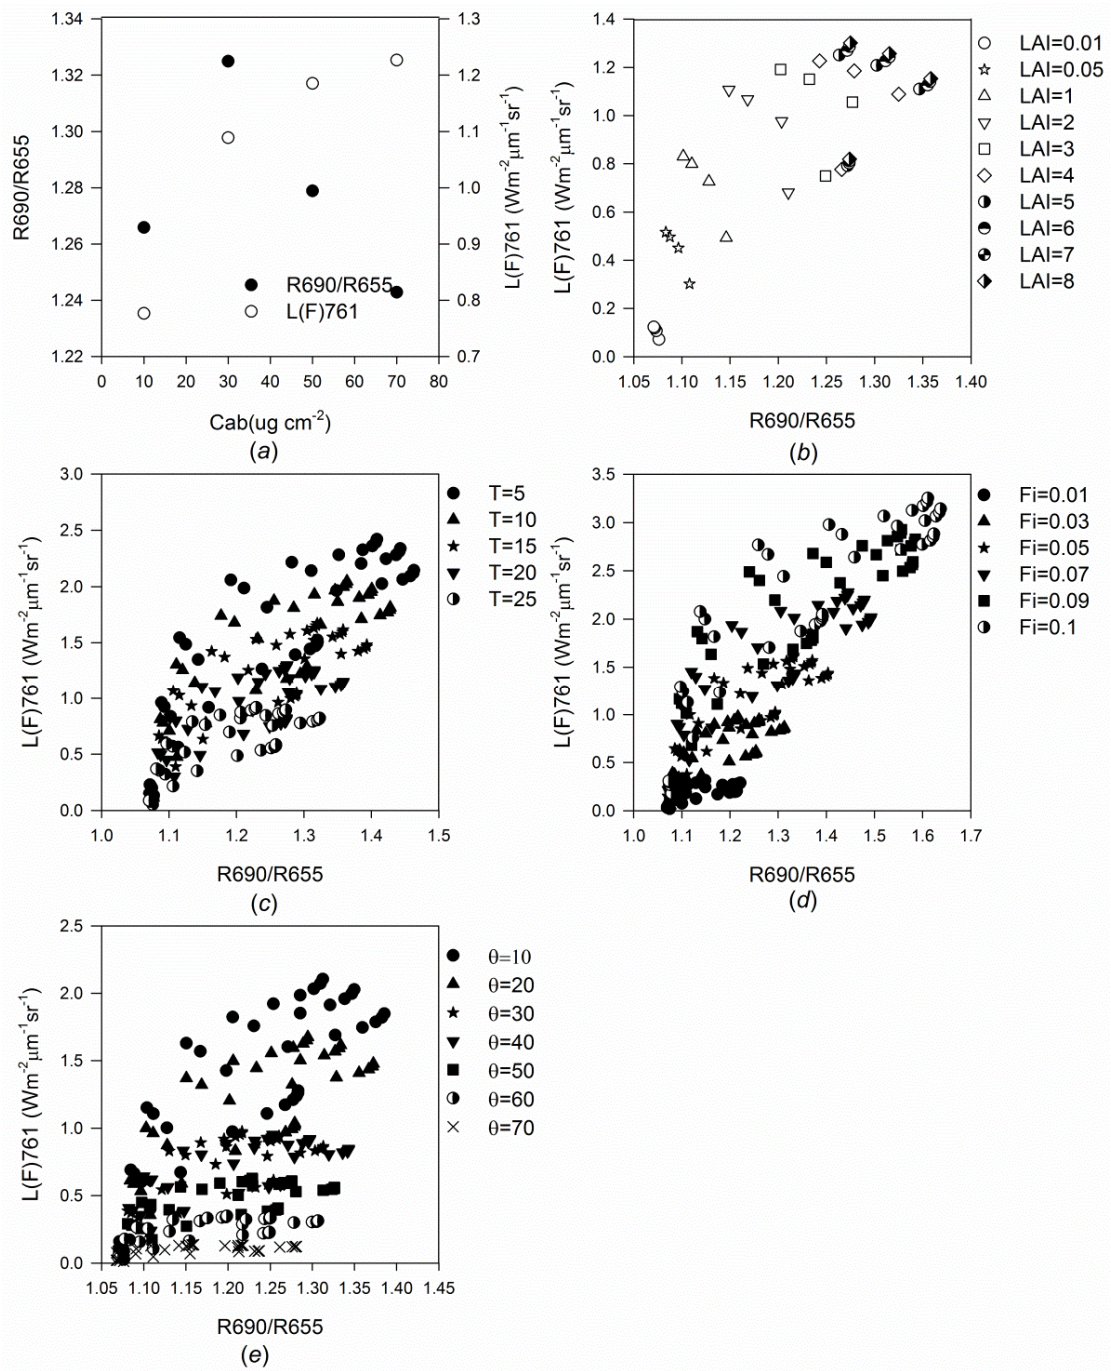 1.34
1.32
1.30
1.28
1.26
1.24
1.22
R690/R655
1.3
1.2
1.1
1.0
0.9
0.8
0.7
L(F)761 (Wm-2μm-1sr-1)
R690/R655
L(F)761
0 10 20 30 40 50 60 70 80
Cab(ug cm-2)
(a)
1.4
1.2
1.0
0.8
0.6
0.4
0.2
0.0
L(F)761 (Wm-2μm-1sr-1)
1.05 1.10 1.15 1.20 1.25 1.30 1.35 1.40
R690/R655
(b)
LAI=0.01
LAI=0.05
LAI=1
LAI=2
LAI=3
LAI=4
LAI=5
LAI=6
LAI=7
LAI=8
3.0
2.5
2.0
1.5
1.0
0.5
0.0
L(F)761 (Wm-2μm-1sr-1)
1.0 1.1 1.2 1.3 1.4 1.5
R690/R655
(c)
T=5
T=10
T=15
T=20
T=25
3.5
3.0
2.5
2.0
1.5
1.0
0.5
0.0
L(F)761 (Wm-2μm-1sr-1)
1.0 1.1 1.2 1.3 1.4 1.5 1.6 1.7
R690/R655
(d)
Fi=0.01
Fi=0.03
Fi=0.05
Fi=0.07
Fi=0.09
Fi=0.1
2.5
2.0
1.5
1.0
0.5
0.0
L(F)761 (Wm-2μm-1sr-1)
1.05 1.10 1.15 1.20 1.25 1.30 1.35 1.40 1.45
R690/R655
(e)
θ=10
θ=20
θ=30
θ=40
θ=50
θ=60
θ=70